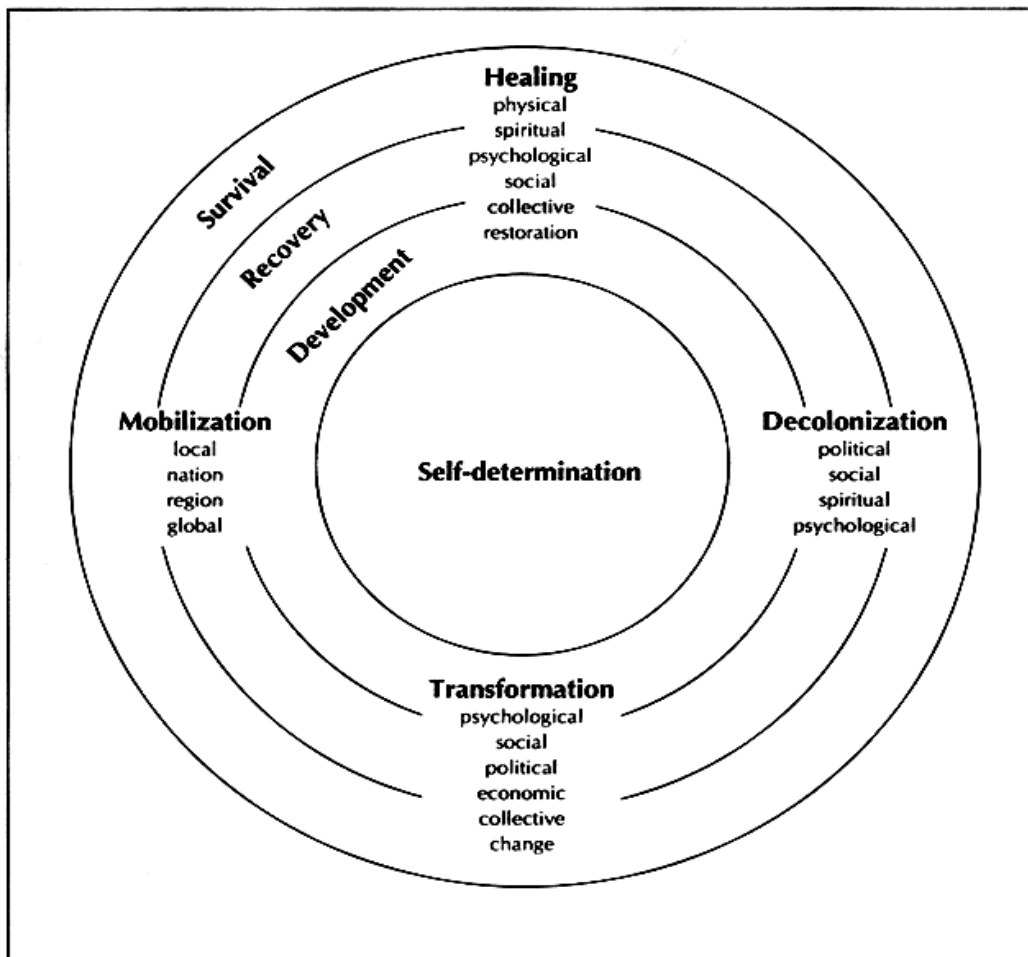 Healing
physical
spiritual
psychological
social
collective
restoration
Survival
Recovery
Development
Mobilization
local
nation
region
global
Self-determination
Decolonization
political
social
spiritual
psychological
Transformation
psychological
social
political
economic
collective
change